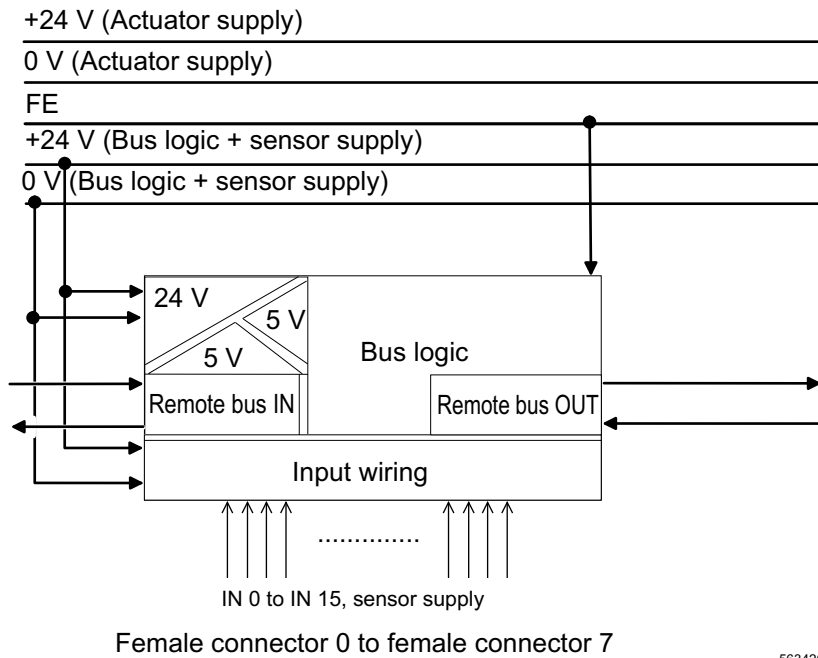 +24 V (Actuator supply)
0 V (Actuator supply)
FE
+24 V (Bus logic + sensor supply)
0 V (Bus logic + sensor supply)
24 V
5 V
5 V
Bus logic
Remote bus IN
Remote bus OUT
Input wiring
..............
IN 0 to IN 15, sensor supply
Female connector 0 to female connector 7